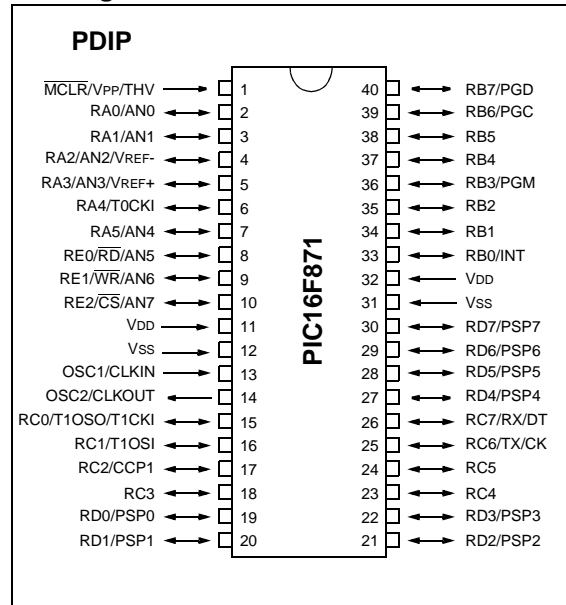 PDIP
MCLR/VPP/THV 1 40 RB7/PGD
RA0/AN0 2 39 RB6/PGC
RA1/AN1 3 38 RB5
RA2/AN2/VREF- 4 37 RB4
RA3/AN3/VREF+ 5 36 RB3/PGM
RA4/T0CKI 6 35 RB2
RA5/AN4 7 34 RB1
RE0/RD/AN5 8 33 RB0/INT
RE1/WR/AN6 9 32 VDD
RE2/CS/AN7 10 31 VSS
VDD 11 30 RD7/PSP7
VSS 12 29 RD6/PSP6
OSC1/CLKIN 13 28 RD5/PSP5
OSC2/CLKOUT 14 27 RD4/PSP4
RC0/T1OSO/T1CKI 15 26 RC7/RX/DT
RC1/T1OSI 16 25 RC6/TX/CK
RC2/CCP1 17 24 RC5
RC3 18 23 RC4
RD0/PSP0 19 22 RD3/PSP3
RD1/PSP1 20 21 RD2/PSP2
PIC16F871